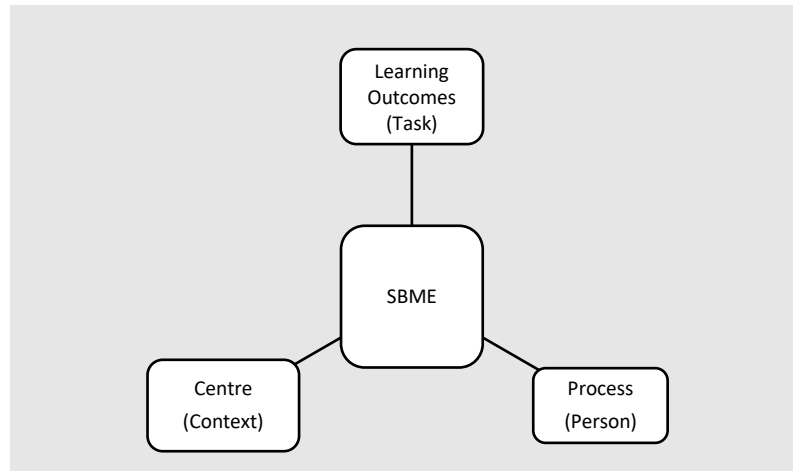 Learning
Outcomes
(Task)
SBME
Centre
(Context)
Process
(Person)